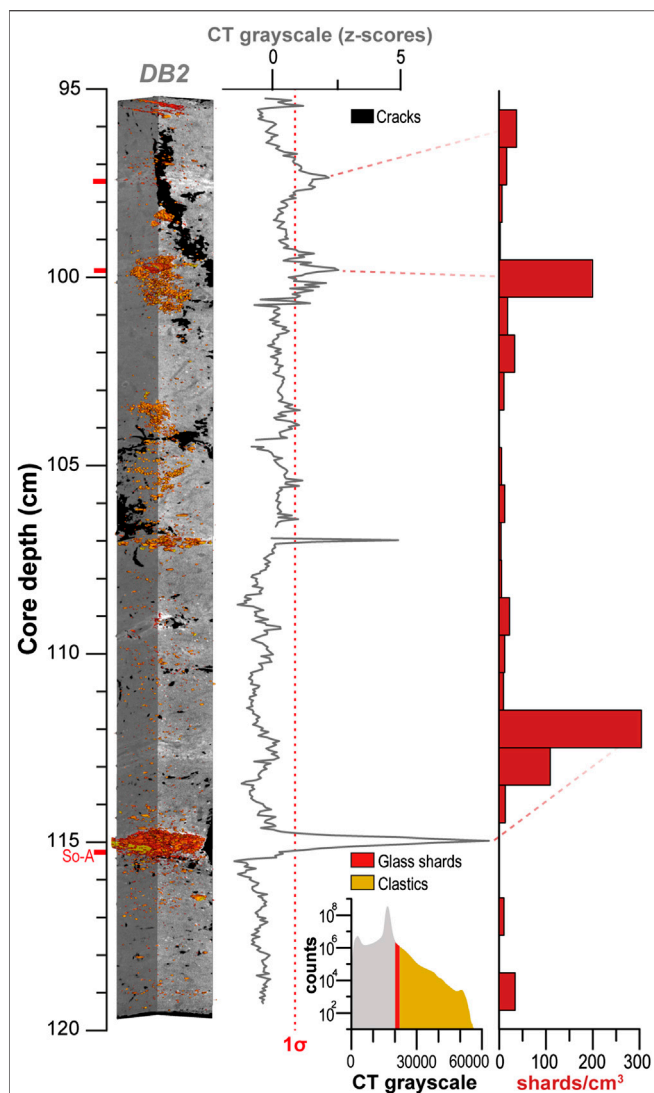 CT grayscale (z-scores)
0 5
DB2
95
Cracks
100
105
Core depth (cm)
110
115
So-A
Glass shards
Clastics
10⁸
10⁶
10⁴
10²
counts
120
1σ
0 30000 60000
CT grayscale
0 100 200 300
shards/cm³